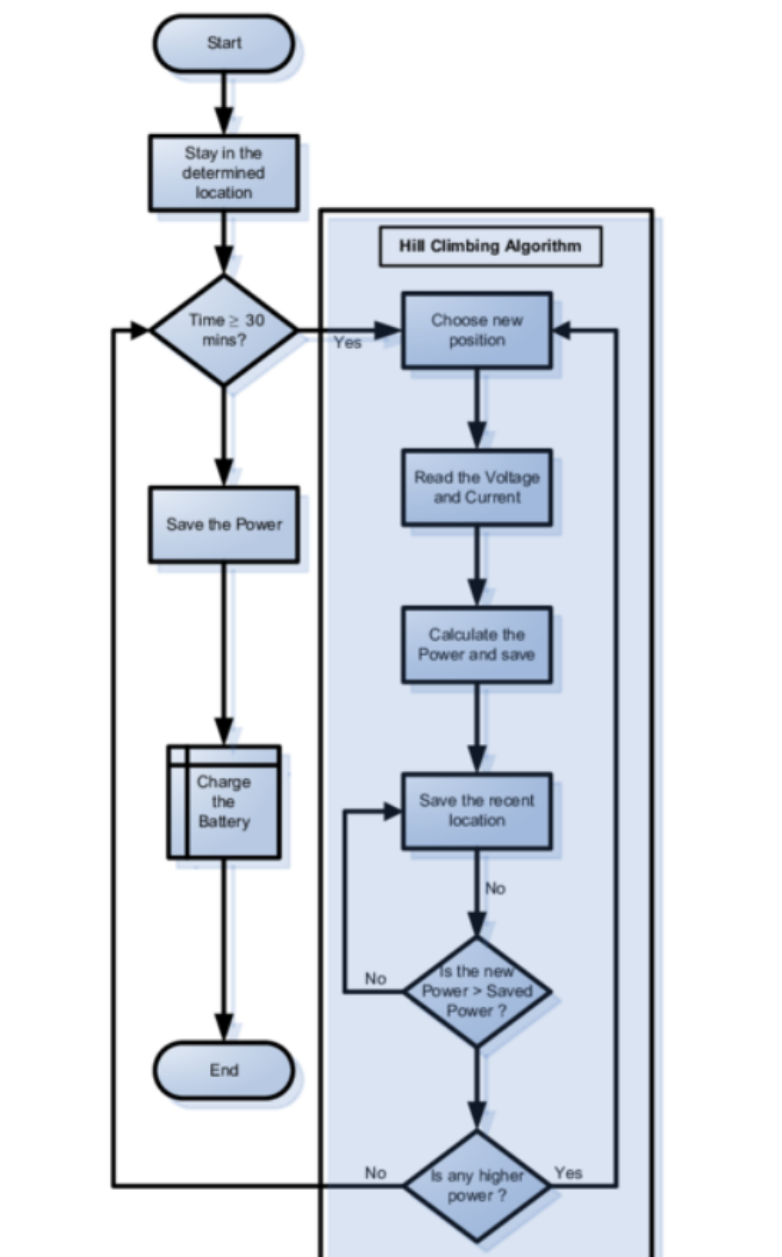 Start
Stay in the
determined
location
Hill Climbing Algorithm
Time ≥ 30
mins?
Yes
Choose new
position
Read the Voltage
and Current
Save the Power
Calculate the
Power and save
Charge
the
Battery
Save the recent
location
No
No
Is the new
Power > Saved
Power ?
End
No
Is any higher
power ?
Yes